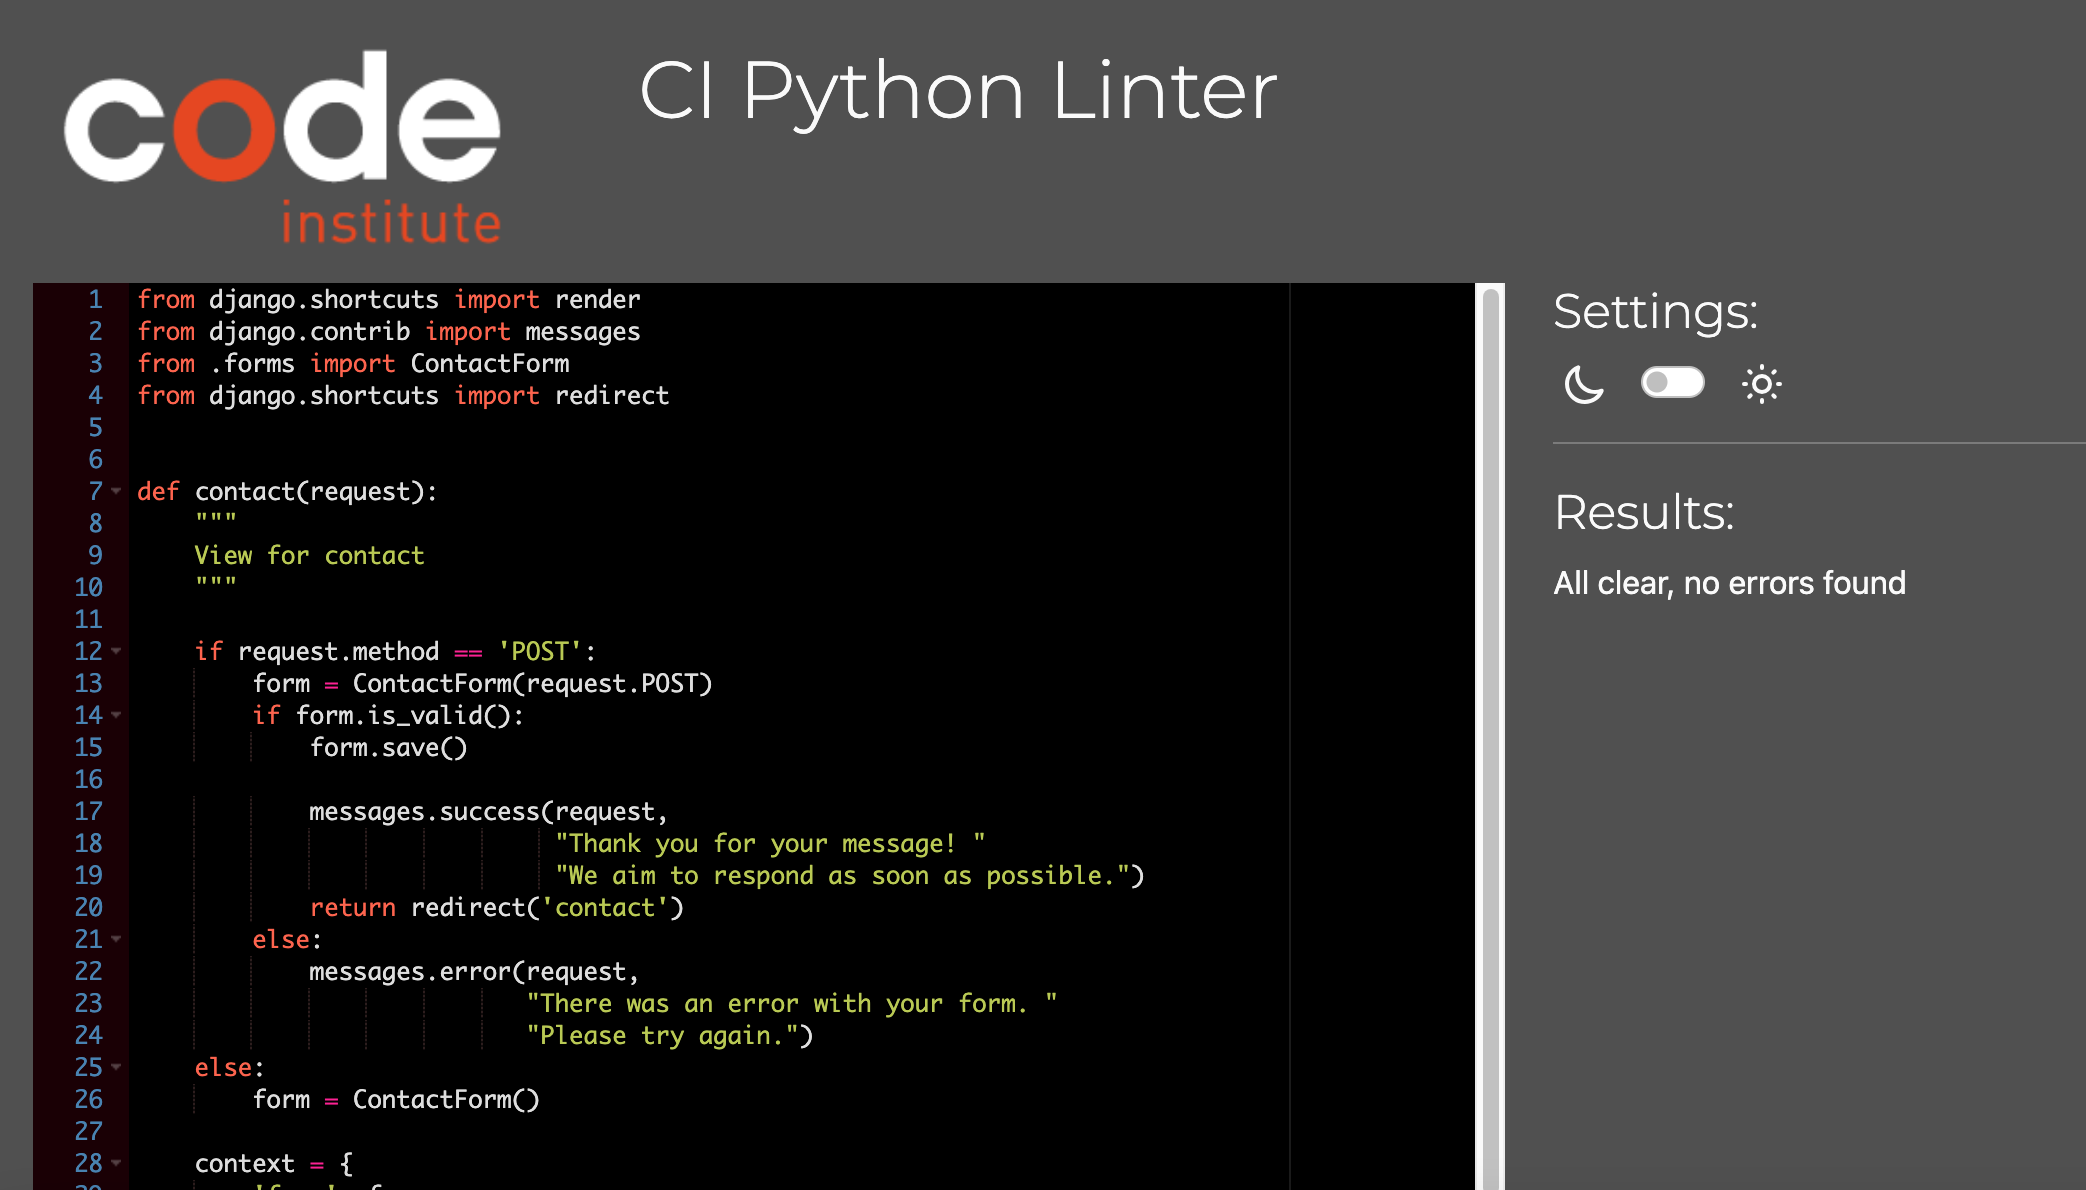 code
institute
CI Python Linter
1 from django.shortcuts import render
2 from django.contrib import messages
3 from .forms import ContactForm
4 from django.shortcuts import redirect
5
6
7 def contact(request):
8     """
9     View for contact
10     """
11
12     if request.method == 'POST':
13         form = ContactForm(request.POST)
14         if form.is_valid():
15             form.save()
16
17             messages.success(request,
18                              "Thank you for your message! "
19                              "We aim to respond as soon as possible.")
20             return redirect('contact')
21         else:
22             messages.error(request,
23                            "There was an error with your form. "
24                            "Please try again.")
25     else:
26         form = ContactForm()
27
28     context = {
Settings:
Results:
All clear, no errors found